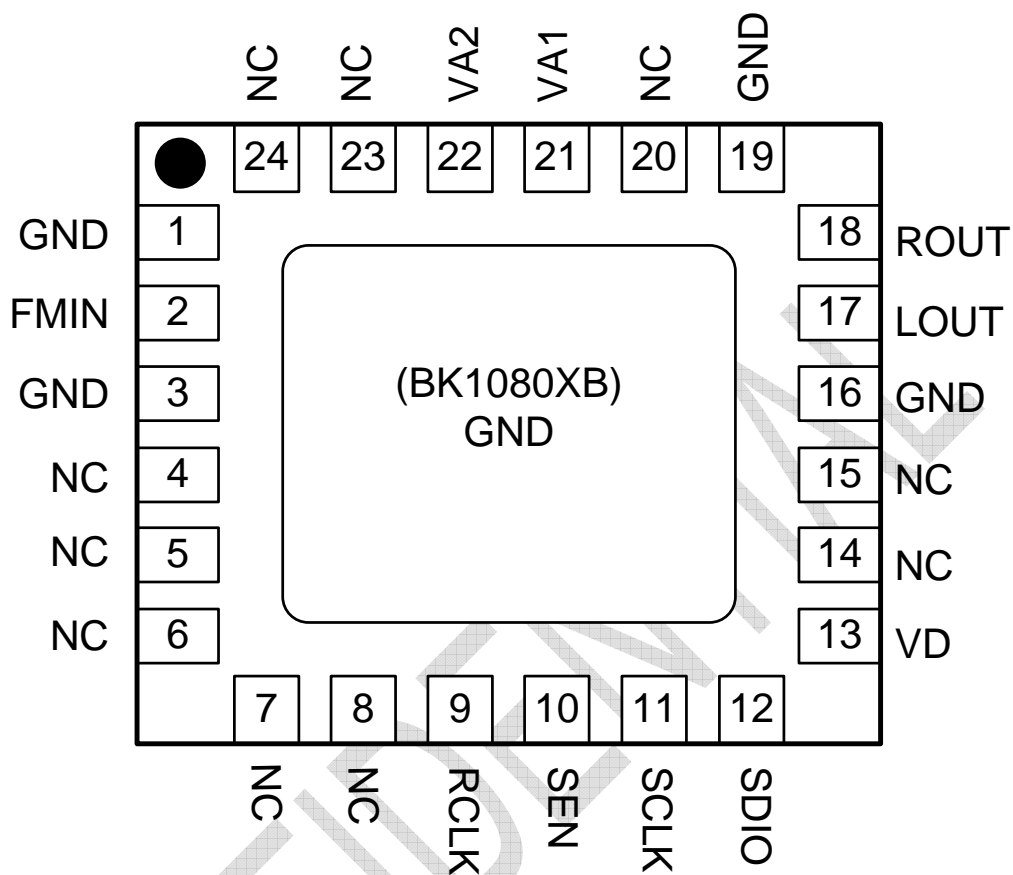 NC
NC
VA2
VA1
NC
GND
24
23
22
21
20
19
GND
1
18
ROUT
FMIN
2
17
LOUT
GND
3
(BK1080XB)
GND
16
GND
NC
4
15
NC
NC
5
14
NC
NC
6
13
VD
7
8
9
10
11
12
NC
NC
RCLK
SEN
SCLK
SDIO